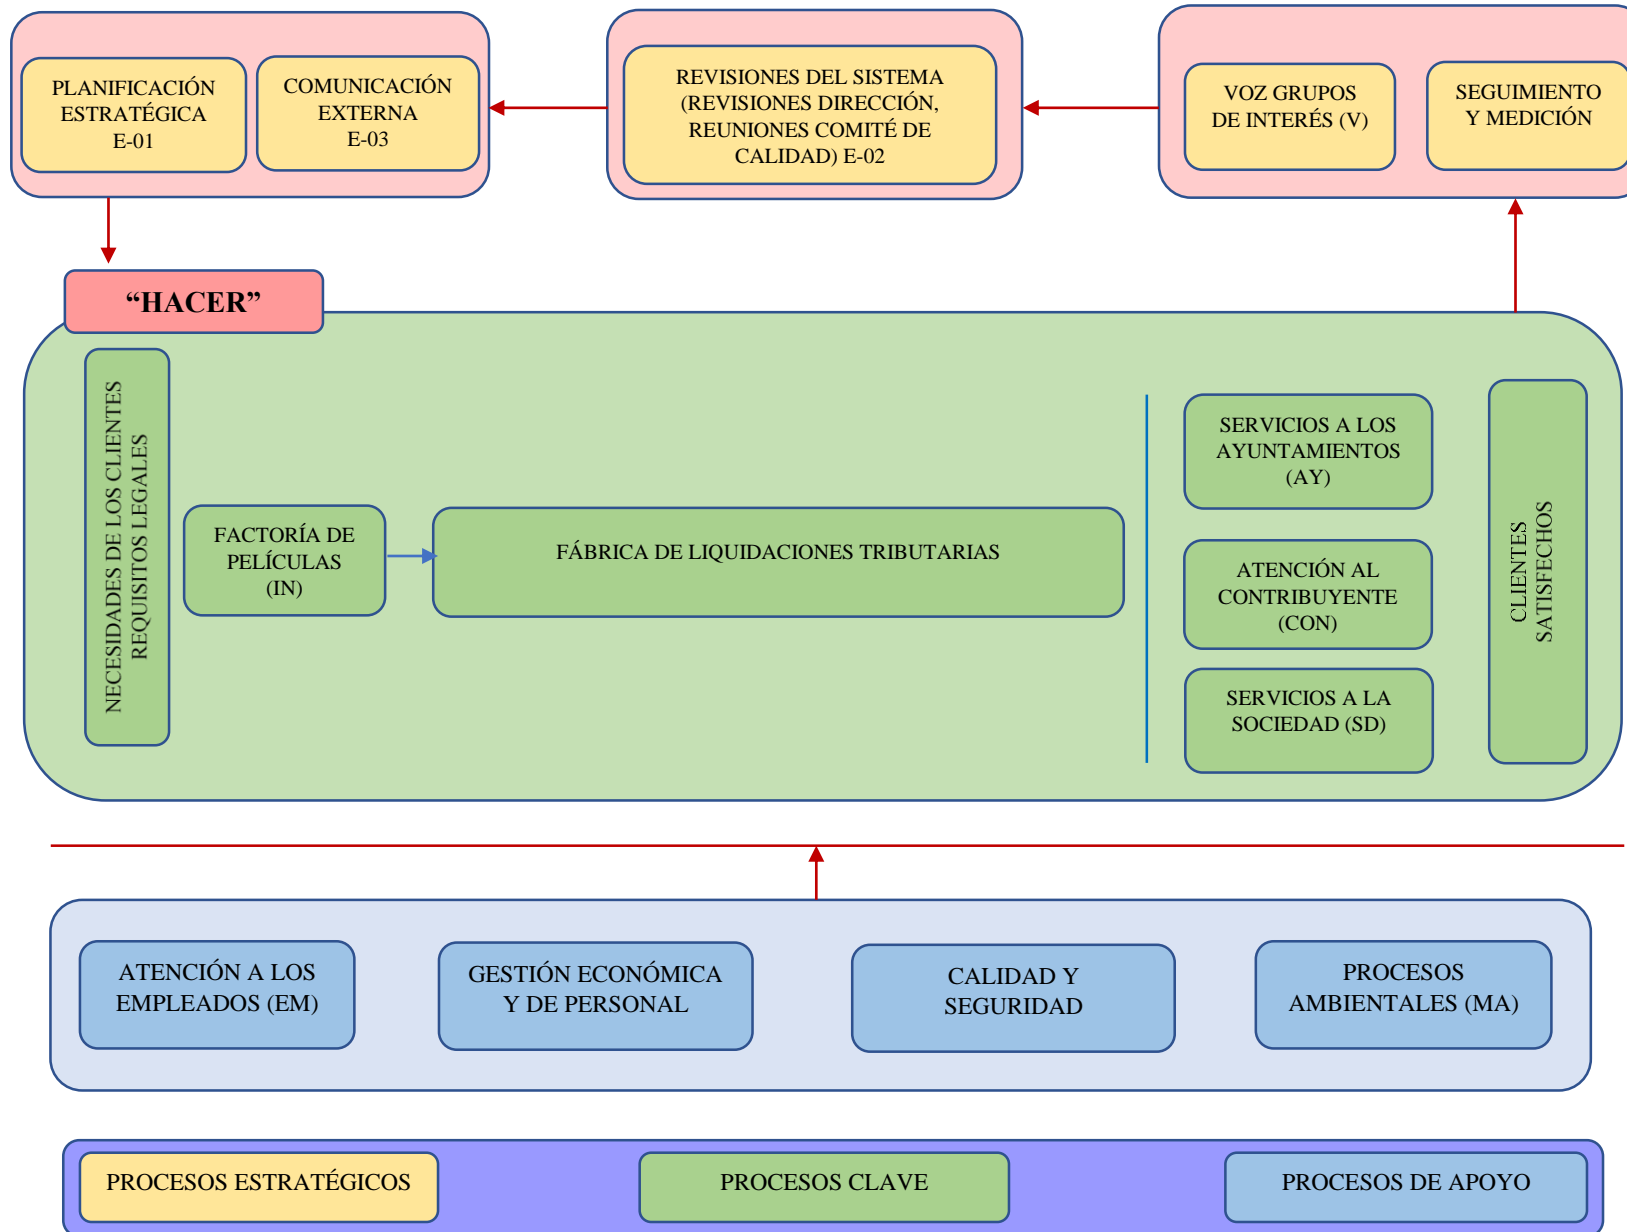 PLANIFICACIÓN
ESTRATÉGICA
E-01
COMUNICACIÓN
EXTERNA
E-03
REVISIONES DEL SISTEMA
(REVISIONES DIRECCIÓN,
REUNIONES COMITÉ DE
CALIDAD) E-02
VOZ GRUPOS
DE INTERÉS (V)
SEGUIMIENTO
Y MEDICIÓN
“HACER”
NECESIDADES DE LOS CLIENTES
REQUISITOS LEGALES
FACTORÍA DE
PELÍCULAS
(IN)
FÁBRICA DE LIQUIDACIONES TRIBUTARIAS
SERVICIOS A LOS
AYUNTAMIENTOS
(AY)
ATENCIÓN AL
CONTRIBUYENTE
(CON)
SERVICIOS A LA
SOCIEDAD (SD)
CLIENTES
SATISFECHOS
ATENCIÓN A LOS
EMPLEADOS (EM)
GESTIÓN ECONÓMICA
Y DE PERSONAL
CALIDAD Y
SEGURIDAD
PROCESOS
AMBIENTALES (MA)
PROCESOS ESTRATÉGICOS
PROCESOS CLAVE
PROCESOS DE APOYO